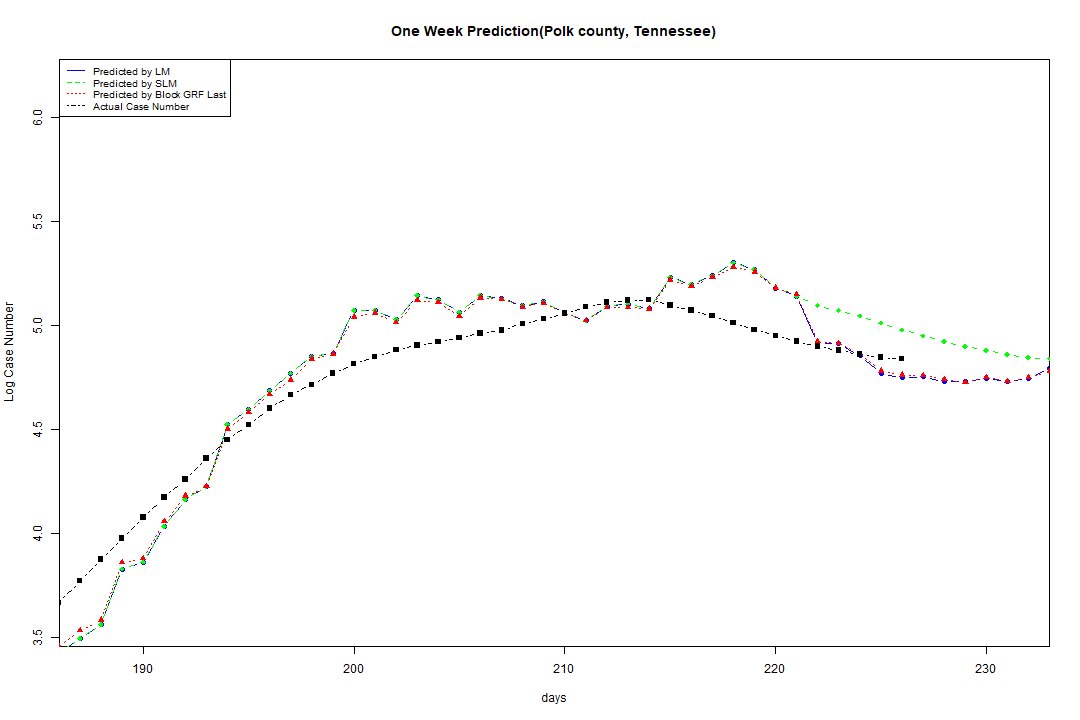 One Week Prediction(Polk county, Tennessee)
Predicted by LM
Predicted by SLM
Predicted by Block GRF Last
Actual Case Number
6.0
5.5
5.0
4.5
4.0
3.5
Log Case Number
190 200 210 220 230
days